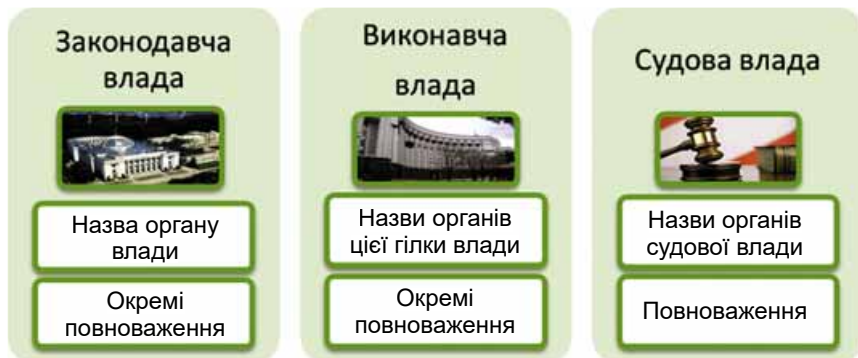 Законодавча
влада
Назва органу
влади
Окремі
повноваження
Виконавча
влада
Назви органів
цієї гілки влади
Окремі
повноваження
Судова влада
Назви органів
судової влади
Повноваження